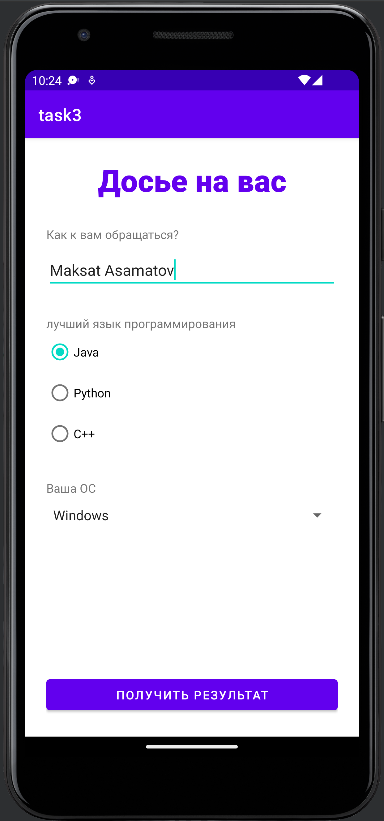 10:24
task3
Досье на вас
Как к вам обращаться?
Maksat Asamatov
лучший язык программирования
Java
Python
C++
Ваша ОС
Windows
ПОЛУЧИТЬ РЕЗУЛЬТАТ